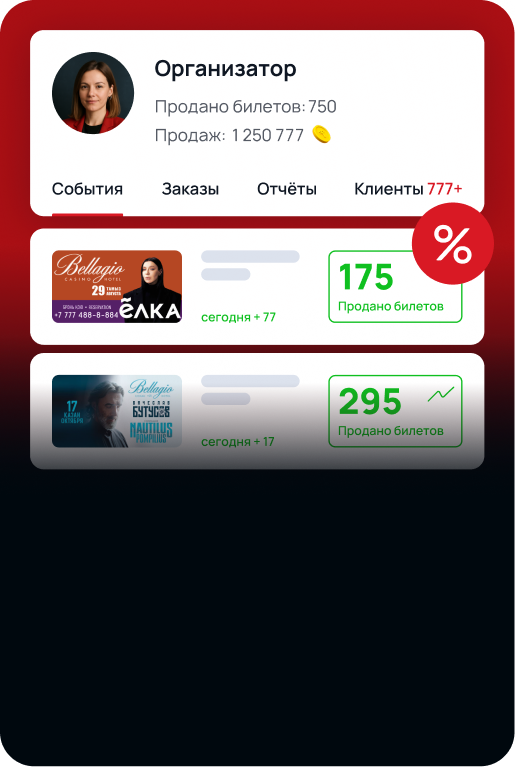 Организатор
Продано билетов: 750
Продаж: 1 250 777
События Заказы Отчёты Клиенты 777+
%
Bellagio
CASINO HOTEL
29 ТАМЫЗ АВГУСТА
БРОНЬ КОЮ • RESERVATION
+7 777 488-8-884
ЁЛКА
сегодня + 77
175
Продано билетов
17
ҚАЗАН
ОКТЯБРЯ
Bellagio
ВЯЧЕСЛАВ
БУТУСОВ
NAUTILUS
POMPILIUS
сегодня + 17
295
Продано билетов